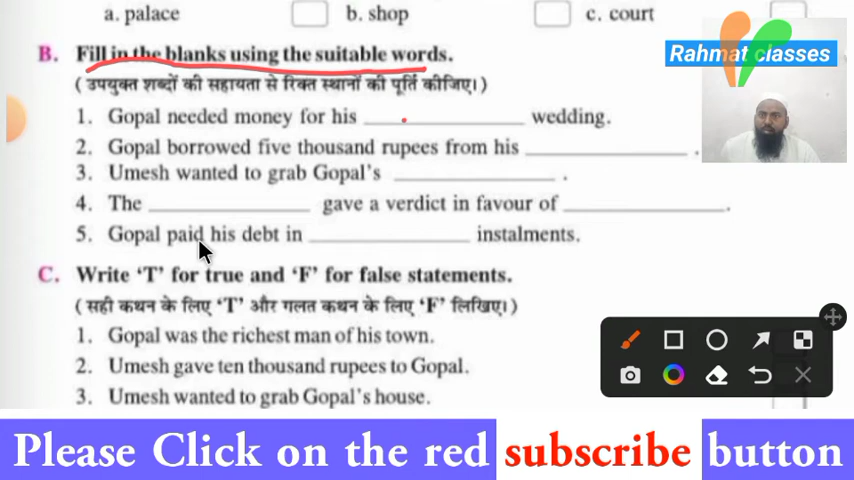 a. palace b. shop c. court
B. Fill in the blanks using the suitable words.
( उपयुक्त शब्दों की सहायता से रिक्त स्थानों की पूर्ति कीजिए। )
1. Gopal needed money for his ____________ wedding.
2. Gopal borrowed five thousand rupees from his ____________ .
3. Umesh wanted to grab Gopal's ____________ .
4. The ____________ gave a verdict in favour of ____________ .
5. Gopal paid his debt in ____________ instalments.
C. Write 'T' for true and 'F' for false statements.
( सही कथन के लिए 'T' और गलत कथन के लिए 'F' लिखिए। )
1. Gopal was the richest man of his town.
2. Umesh gave ten thousand rupees to Gopal.
3. Umesh wanted to grab Gopal's house.
Rahmat classes
Please Click on the red subscribe button